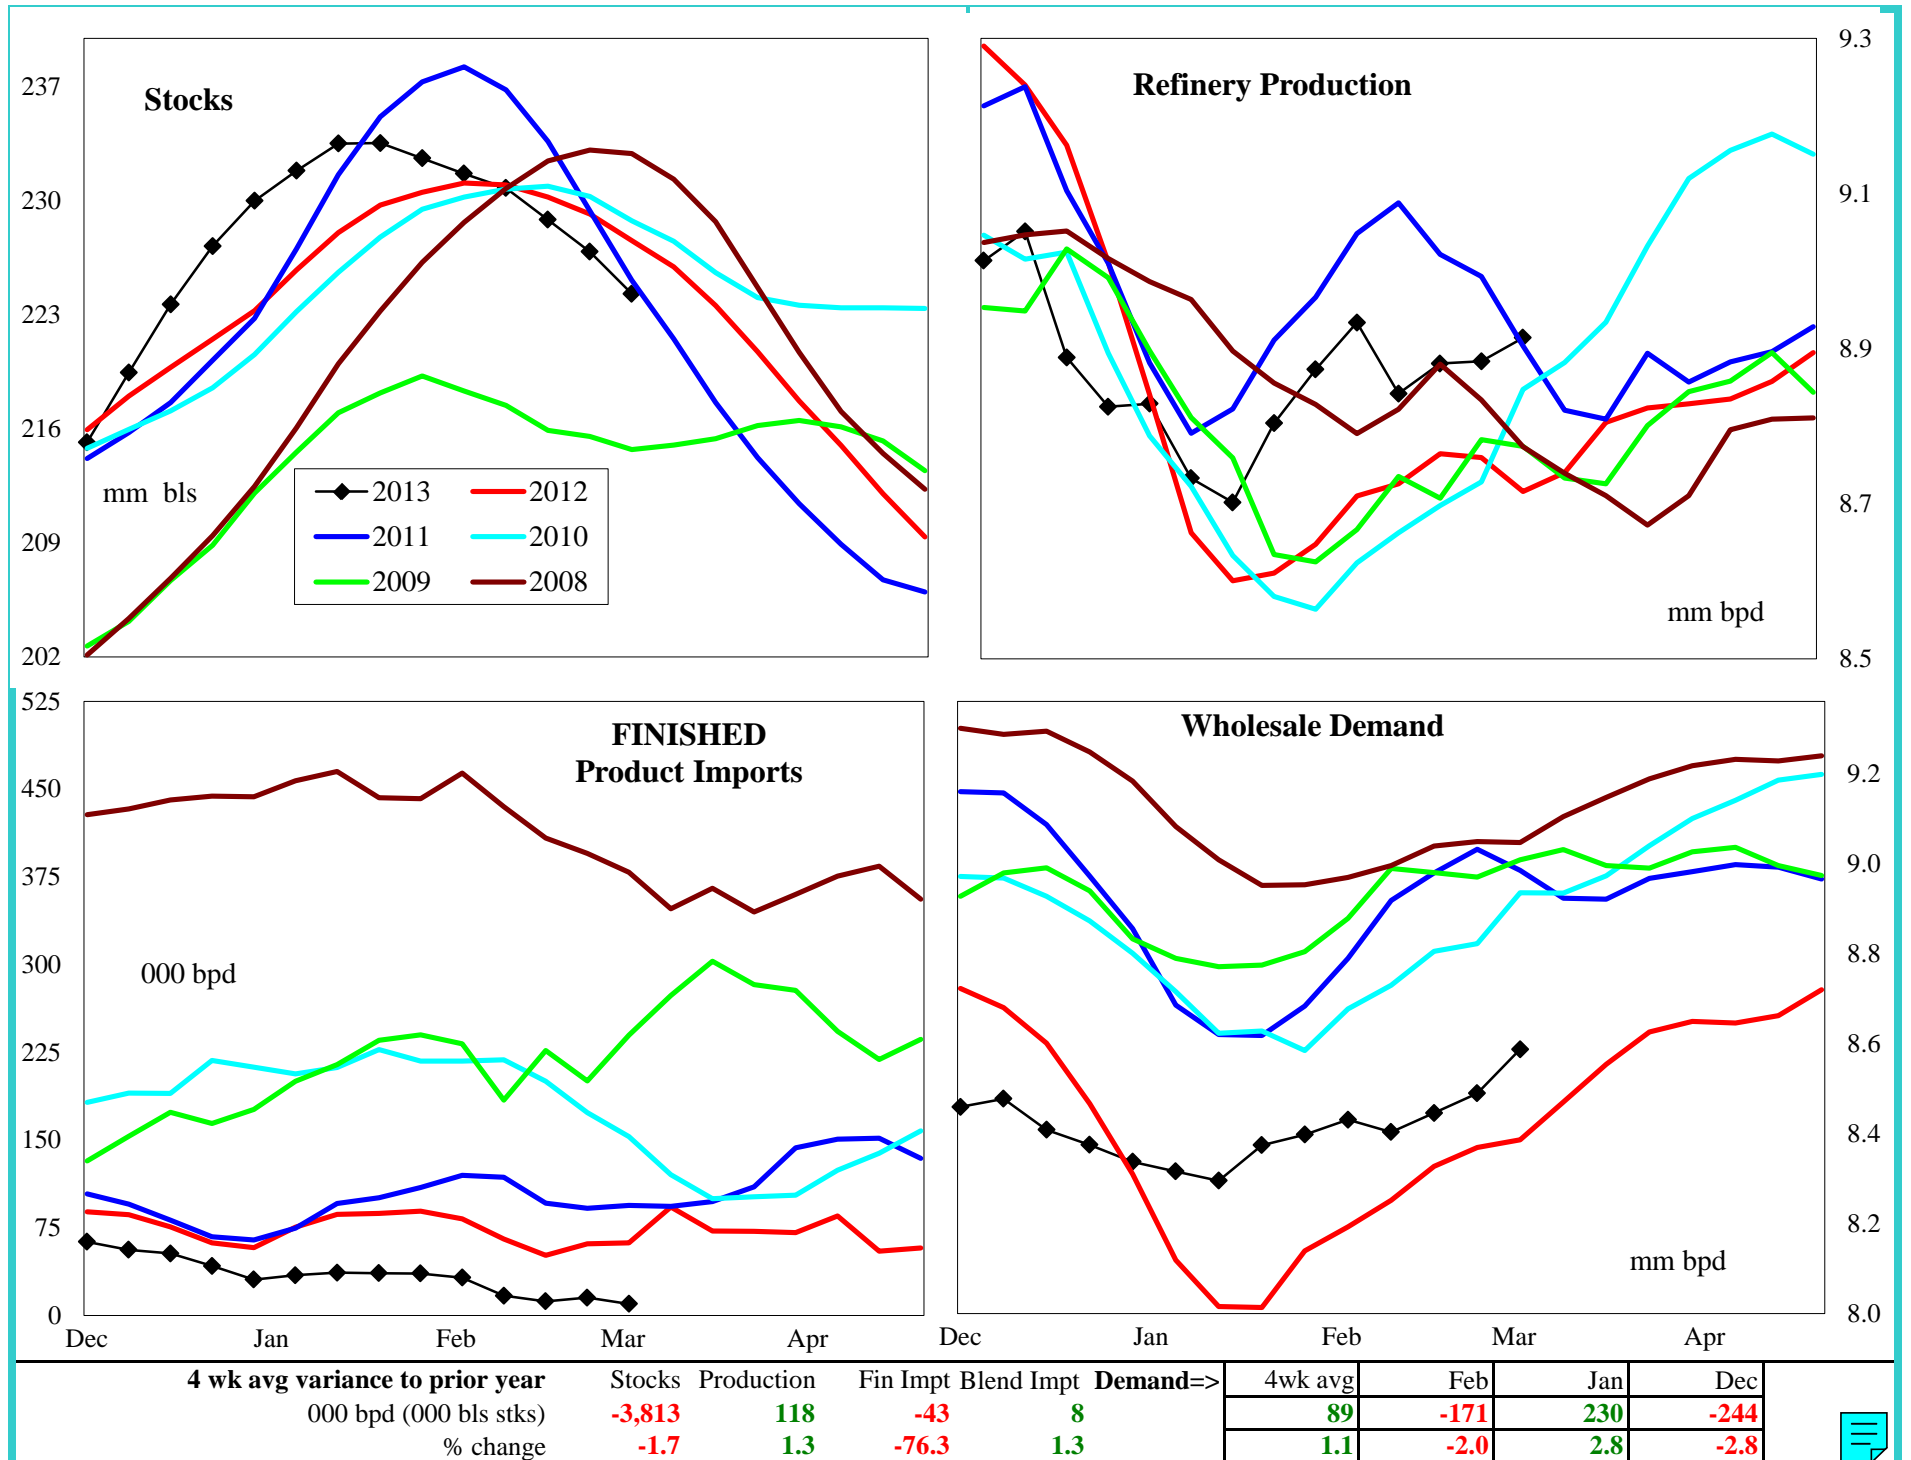 Stocks
237
230
223
216
209
202
mm bls
2013
2012
2011
2010
2009
2008
Refinery Production
9.3
9.1
8.9
8.7
8.5
mm bpd
FINISHED
Product Imports
525
450
375
300
225
150
75
0
000 bpd
Dec Jan Feb Mar Apr
Wholesale Demand
9.2
9.0
8.8
8.6
8.4
8.2
8.0
mm bpd
Dec Jan Feb Mar Apr
4 wk avg variance to prior year Stocks Production Fin Impt Blend Impt Demand=> 4wk avg Feb Jan Dec
000 bpd (000 bls stks) -3,813 118 -43 8 89 -171 230 -244
% change -1.7 1.3 -76.3 1.3 1.1 -2.0 2.8 -2.8